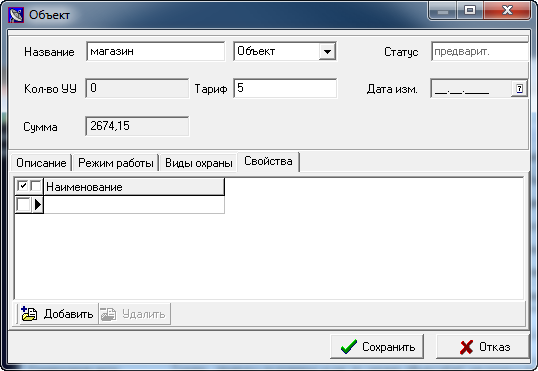 Объект
Название магазин Объект Статус предварит.
Кол-во УУ 0 Тариф 5 Дата изм. __.__.____ ?
Сумма 2674,15
Описание Режим работы Виды охраны Свойства
Наименование
Добавить Удалить
Сохранить Отказ